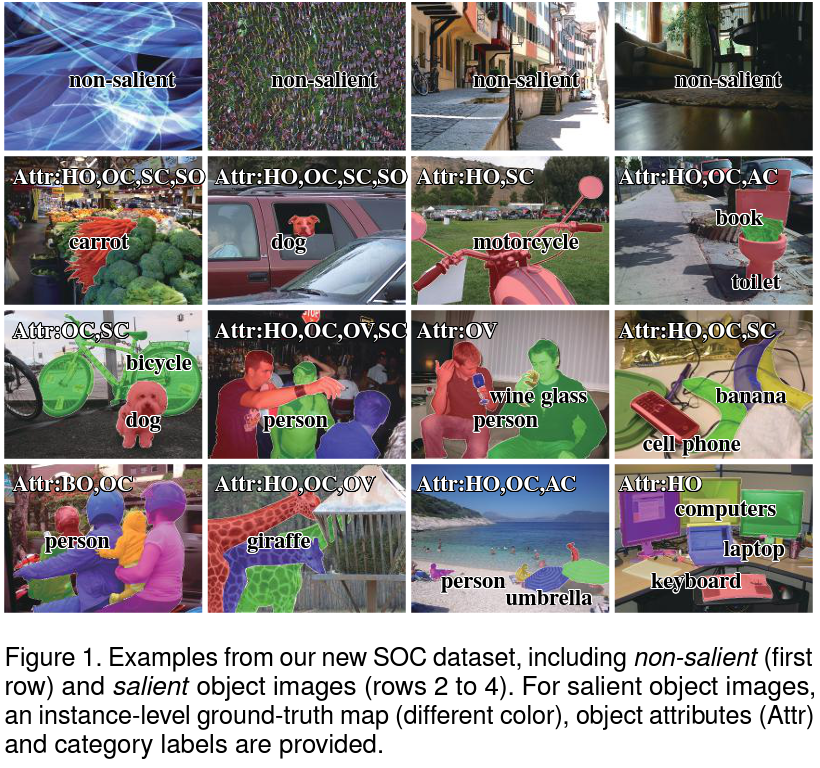 non-salient
non-salient
non-salient
non-salient
Attr:HO,OC,SC,SO
carrot
Attr:HO,OC,SC,SO
dog
Attr:HO,SC
motorcycle
Attr:HO,OC,AC
book
toilet
Attr:OC,SC
bicycle
dog
Attr:HO,OC,OV,SC
STOP
person
Attr:OV
wine glass
person
Attr:HO,OC,SC
banana
cell phone
Attr:BO,OC
person
Attr:HO,OC,OV
giraffe
Attr:HO,OC,AC
person
umbrella
Attr:HO
computers
laptop
keyboard
Figure 1. Examples from our new SOC dataset, including non-salient (first
row) and salient object images (rows 2 to 4). For salient object images,
an instance-level ground-truth map (different color), object attributes (Attr)
and category labels are provided.